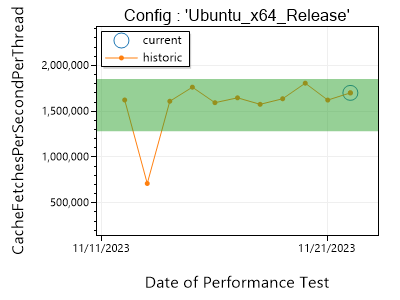 Config : 'Ubuntu_x64_Release'
current
historic
CacheFetchesPerSecondPerThread
2,000,000
1,500,000
1,000,000
500,000
11/11/2023
11/21/2023
Date of Performance Test